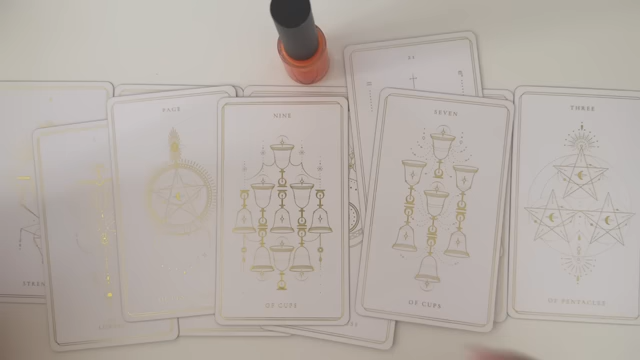 PAGE
NINE
OF CUPS
SEVEN
OF CUPS
THREE
OF PENTACLES